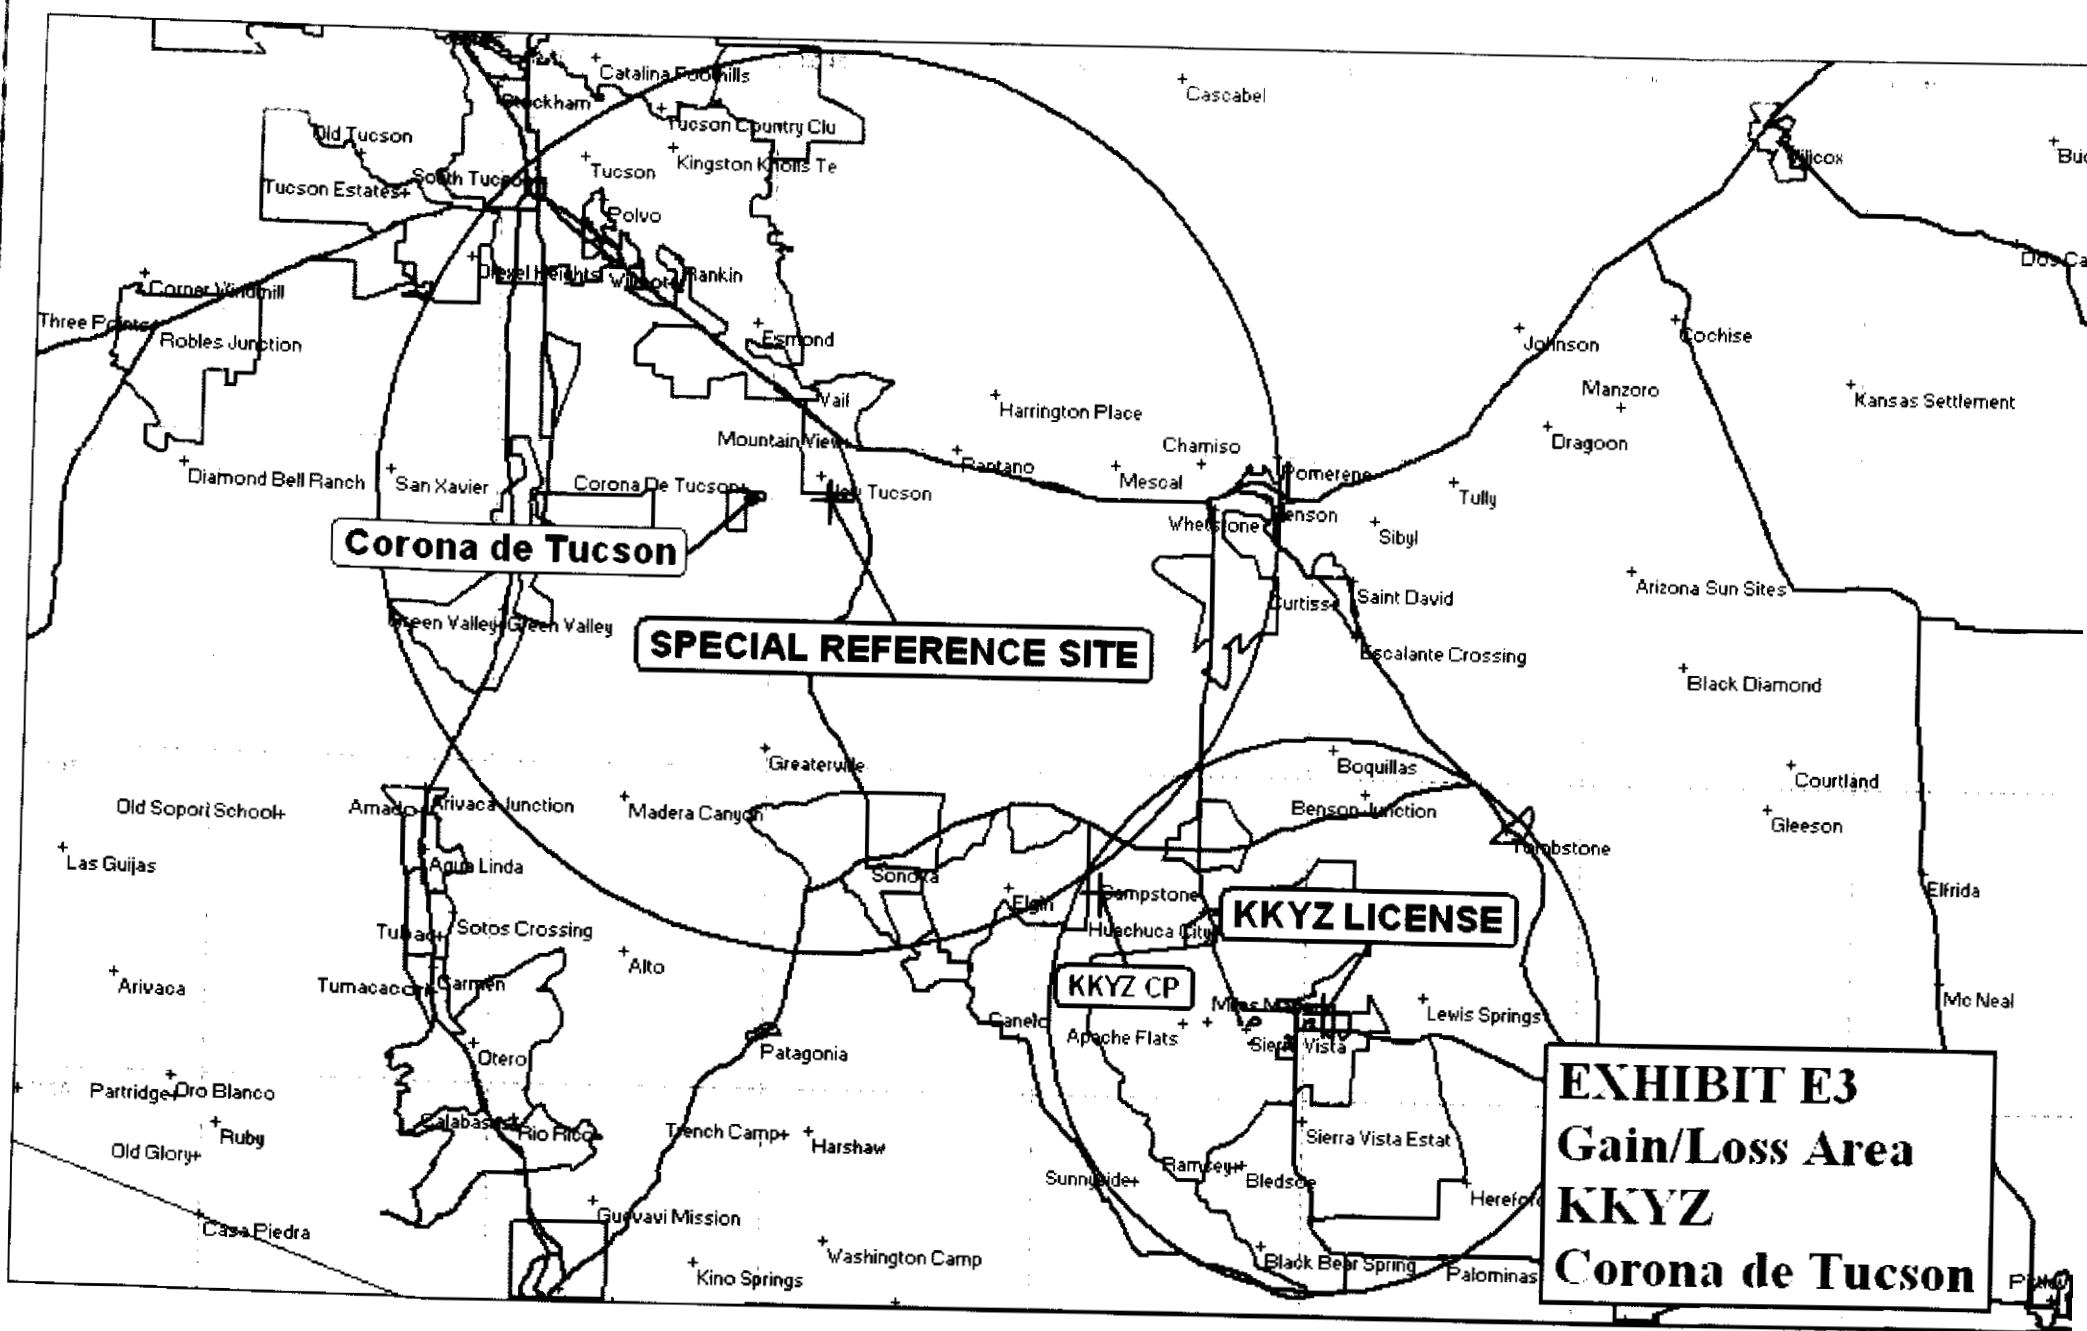 Catalina Foothills
Stockham
Cascabel
Tucson Country Clu
Old Tucson
Kingston Knolls Te
Wilcox
Tucson
South Tucson
Tucson Estates
Polvo
Drexel Heights
Wilmot
Rankin
Dos Ca
Corner Windmill
Three Points
Robles Junction
Esmond
Johnson
Cochise
Manzoro
Kansas Settlement
Vail
Harrington Place
Dragoon
Mountain View
Chamiso
Pantano
Mescal
Pomerene
Diamond Bell Ranch
San Xavier
Corona De Tucson
New Tucson
Tully
Whetstone
Benson
Sibyl
Corona de Tucson
Arizona Sun Sites
Curtiss
Saint David
Green Valley
Green Valley
SPECIAL REFERENCE SITE
Escalante Crossing
Black Diamond
Greaterville
Boquillas
Courtland
Old Sopori School
Amado
Arivaca Junction
Madera Canyon
Benson Junction
Gleeson
Tombstone
Las Guijas
Agua Linda
Sonoita
Elgin
Campstone
Elfrida
KKYZ LICENSE
Tubac
Sotos Crossing
Huachuca City
Alto
Arivaca
Tumacacori
Carmen
KKYZ CP
Mc Neal
Canelo
Lewis Springs
Apache Flats
Sierra Vista
Otero
Patagonia
Partridge
Oro Blanco
Ruby
Calabasas
Rio Rico
Trench Camp
Harshaw
Sierra Vista Estat
Old Glory
Sunnyside
Ramsey
Bledsoe
Hereford
Casa Piedra
Guevavi Mission
Washington Camp
Kino Springs
Black Bear Spring
Palominas
EXHIBIT E3
Gain/Loss Area
KKYZ
Corona de Tucson